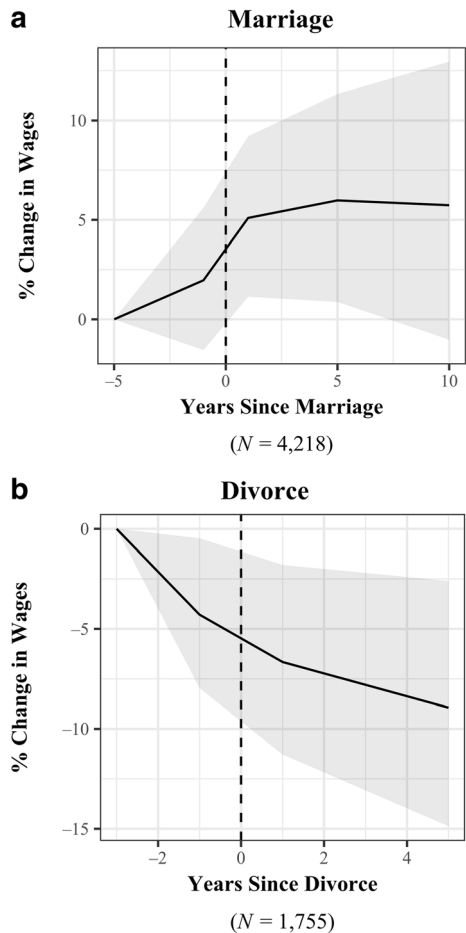 a
Marriage
% Change in Wages
10
5
0
−5 0 5 10
Years Since Marriage
(N = 4,218)
b
Divorce
% Change in Wages
0
−5
−10
−15
−2 0 2 4
Years Since Divorce
(N = 1,755)